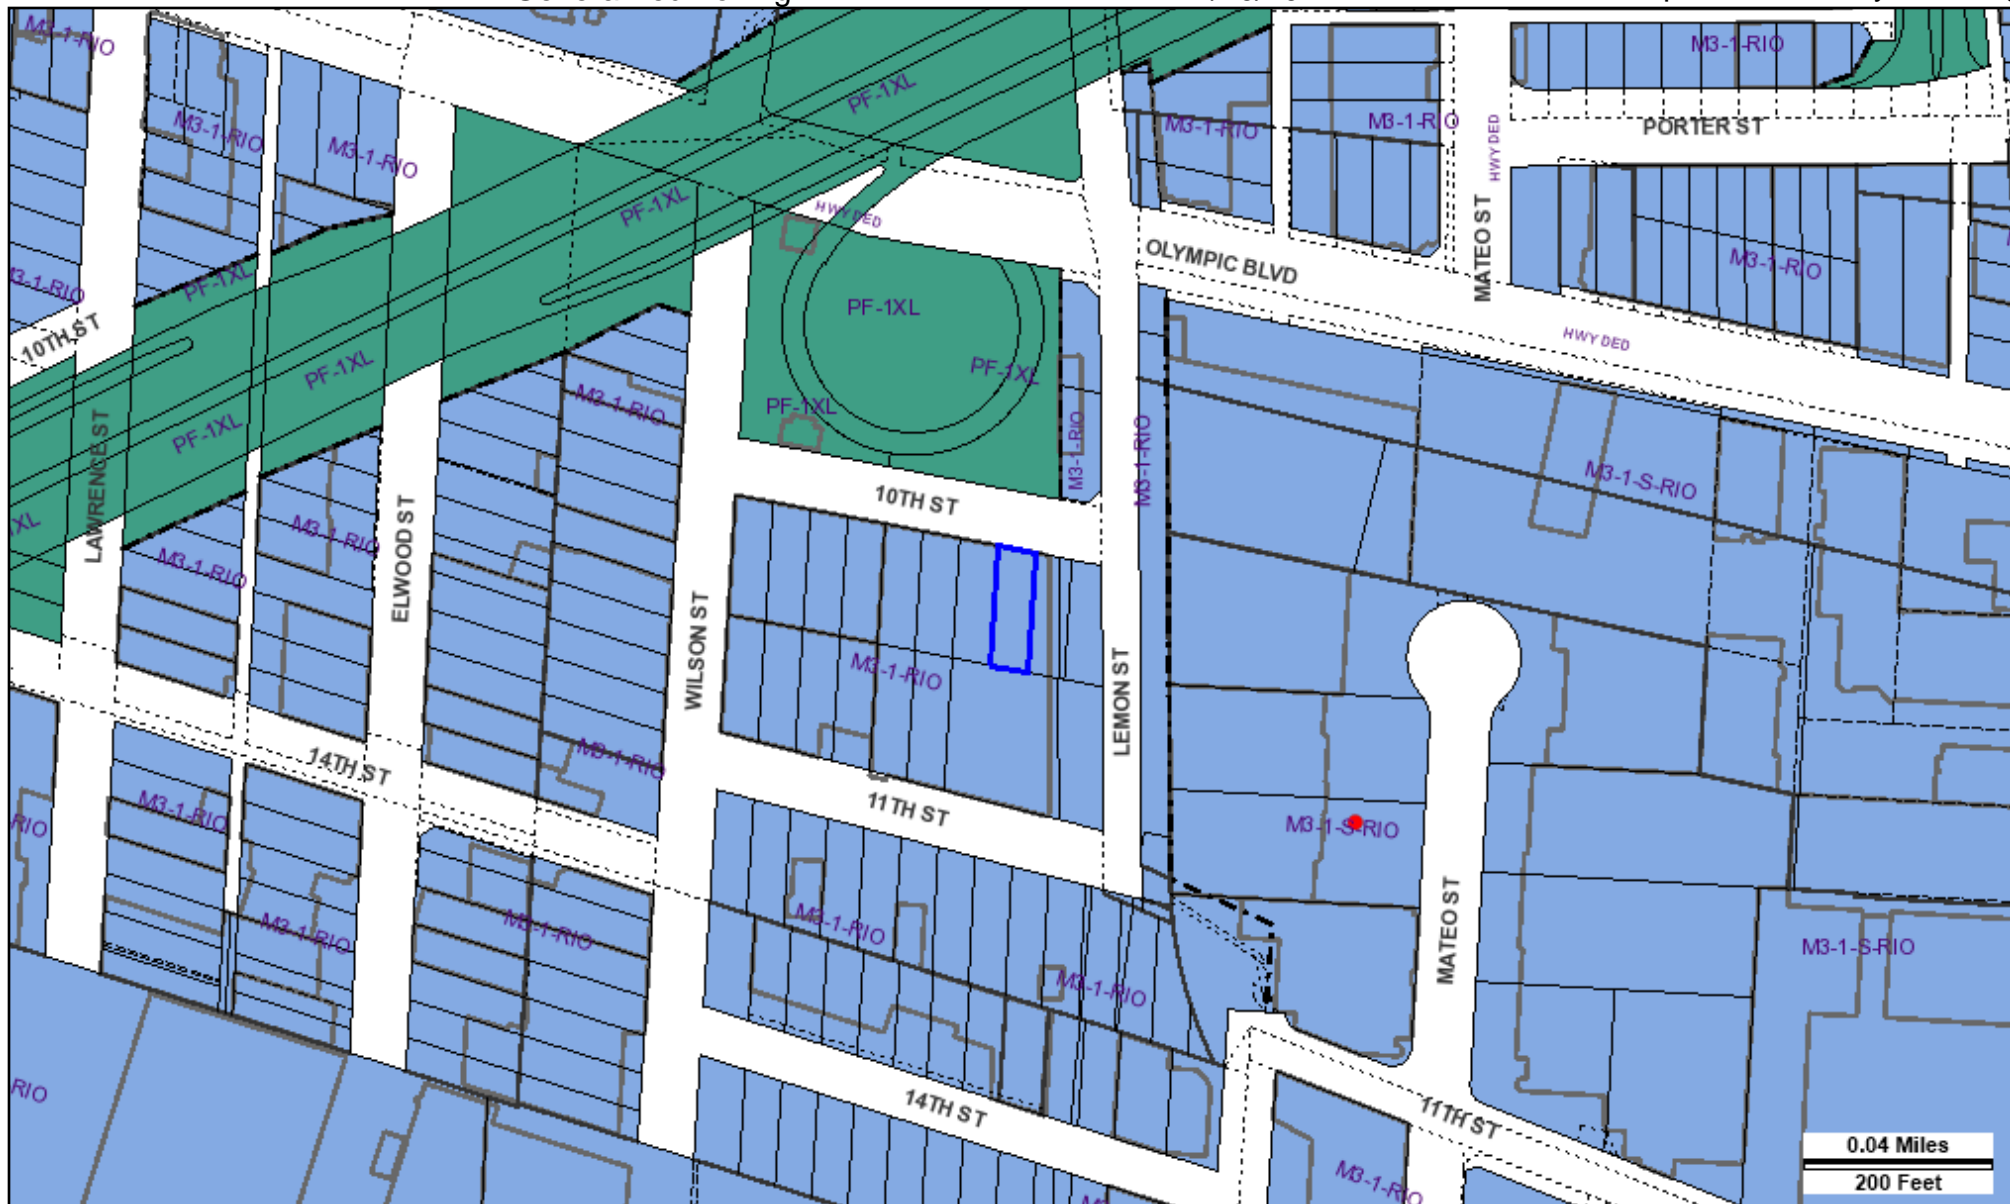 M3-1-RIO
M3-1-RIO
PF-1XL
M3-1-RIO
M3-1-RIO
M3-1-RIO
M3-1-RIO
PORTER ST
HWY DED
M3-1-RIO
PF-1XL
HWY DED
MATEO ST
OLYMPIC BLVD
M3-1-RIO
PF-1XL
PF-1XL
10TH ST
HWY DED
PF-1XL
PF-1XL
PF-1XL
M3-1-RIO
PF-1XL
M3-1-RIO
M3-1-RIO
M3-1-S-RIO
LAWRENCE ST
10TH ST
XL
M3-1-RIO
ELWOOD ST
M3-1-RIO
WILSON ST
M3-1-RIO
LEMON ST
M3-1-RIO
14TH ST
M3-1-RIO
RIO
11TH ST
M3-1-S-RIO
M3-1-RIO
M3-1-RIO
M3-1-RIO
MATEO ST
M3-1-S-RIO
M3-1-RIO
RIO
14TH ST
11TH ST
M3-1-RIO
0.04 Miles
200 Feet